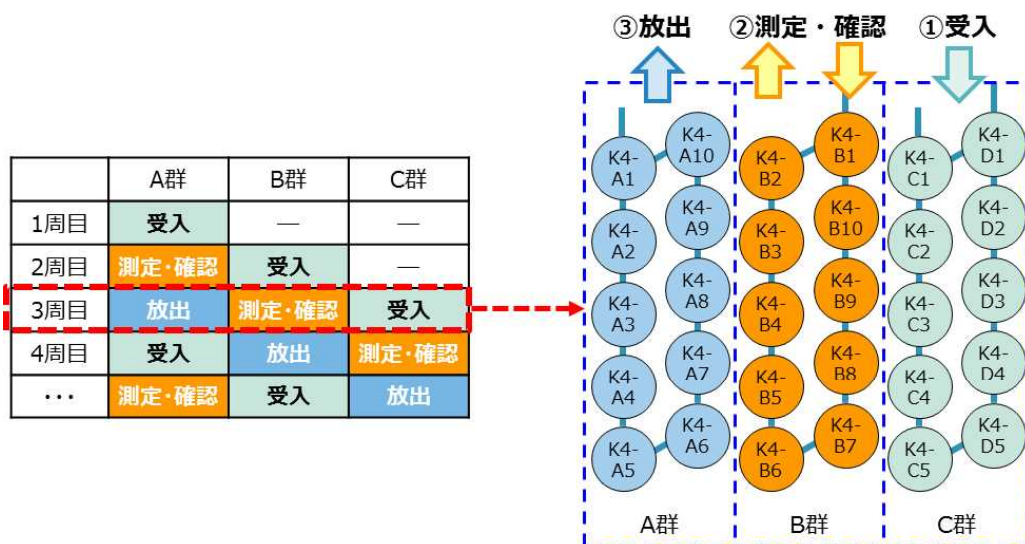 ③放出 ②測定・確認 ①受入
A群 B群 C群
1周目 受入 — —
2周目 測定・確認 受入 —
3周目 放出 測定・確認 受入
4周目 受入 放出 測定・確認
・・・ 測定・確認 受入 放出
K4-A1
K4-A2
K4-A3
K4-A4
K4-A5
K4-A10
K4-A9
K4-A8
K4-A7
K4-A6
K4-B2
K4-B3
K4-B4
K4-B5
K4-B6
K4-B1
K4-B10
K4-B9
K4-B8
K4-B7
K4-C1
K4-C2
K4-C3
K4-C4
K4-C5
K4-D1
K4-D2
K4-D3
K4-D4
K4-D5
A群 B群 C群